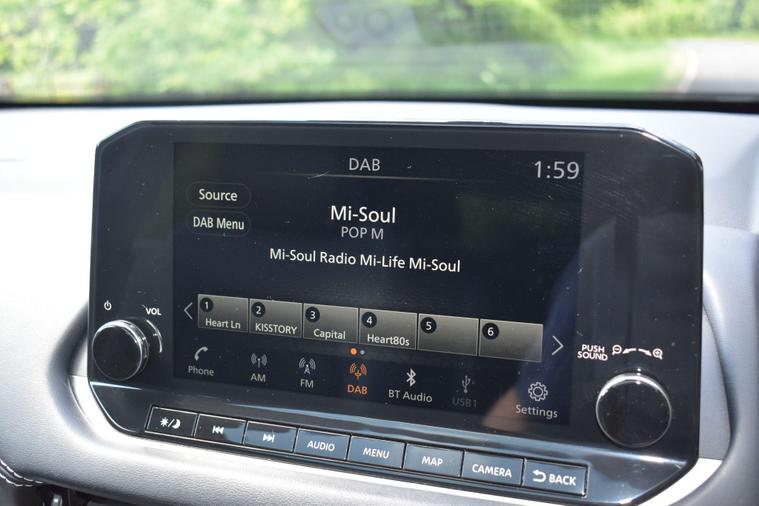 DAB
1:59
Source
DAB Menu
Mi-Soul
POP M
Mi-Soul Radio Mi-Life Mi-Soul
1 Heart Ln
2 KISSTORY
3 Capital
4 Heart80s
5
6
VOL
PUSH
SOUND
Phone
AM
FM
DAB
BT Audio
USB1
Settings
AUDIO
MENU
MAP
CAMERA
BACK